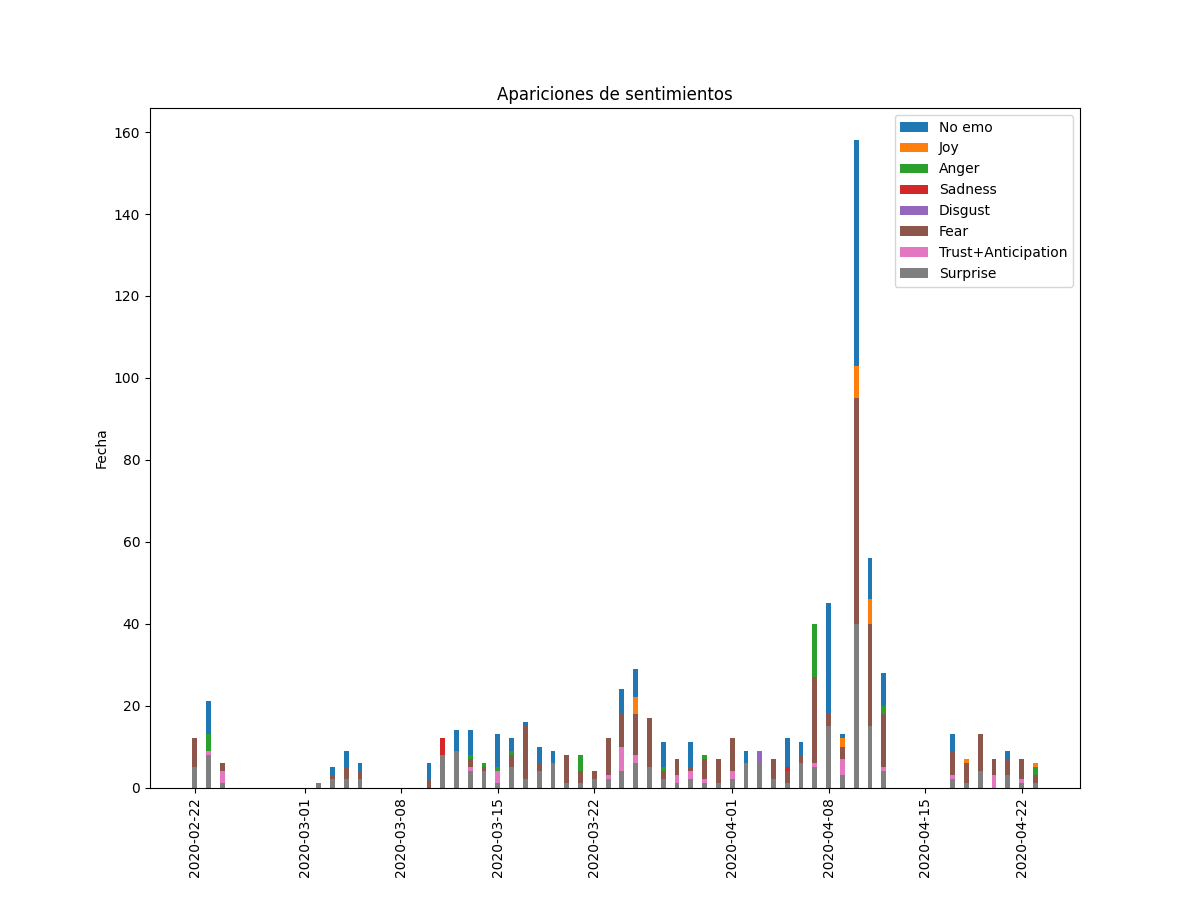 Apariciones de sentimientos
No emo
Joy
Anger
Sadness
Disgust
Fear
Trust+Anticipation
Surprise
Fecha
160
140
120
100
80
60
40
20
0
2020-02-22
2020-03-01
2020-03-08
2020-03-15
2020-03-22
2020-04-01
2020-04-08
2020-04-15
2020-04-22